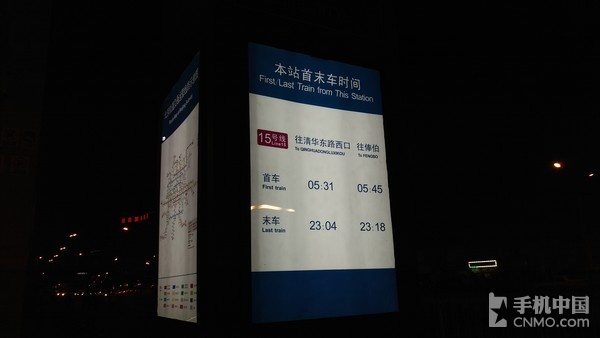 本站首末车时间
First/Last Train from This Station
15号线
Line15
往清华东路西口
To QINGHUADONGLUXIKOU
往俸伯
To FENGBO
首车
First train
05:31
05:45
末车
Last train
23:04
23:18
手机中国
CNMO.COM